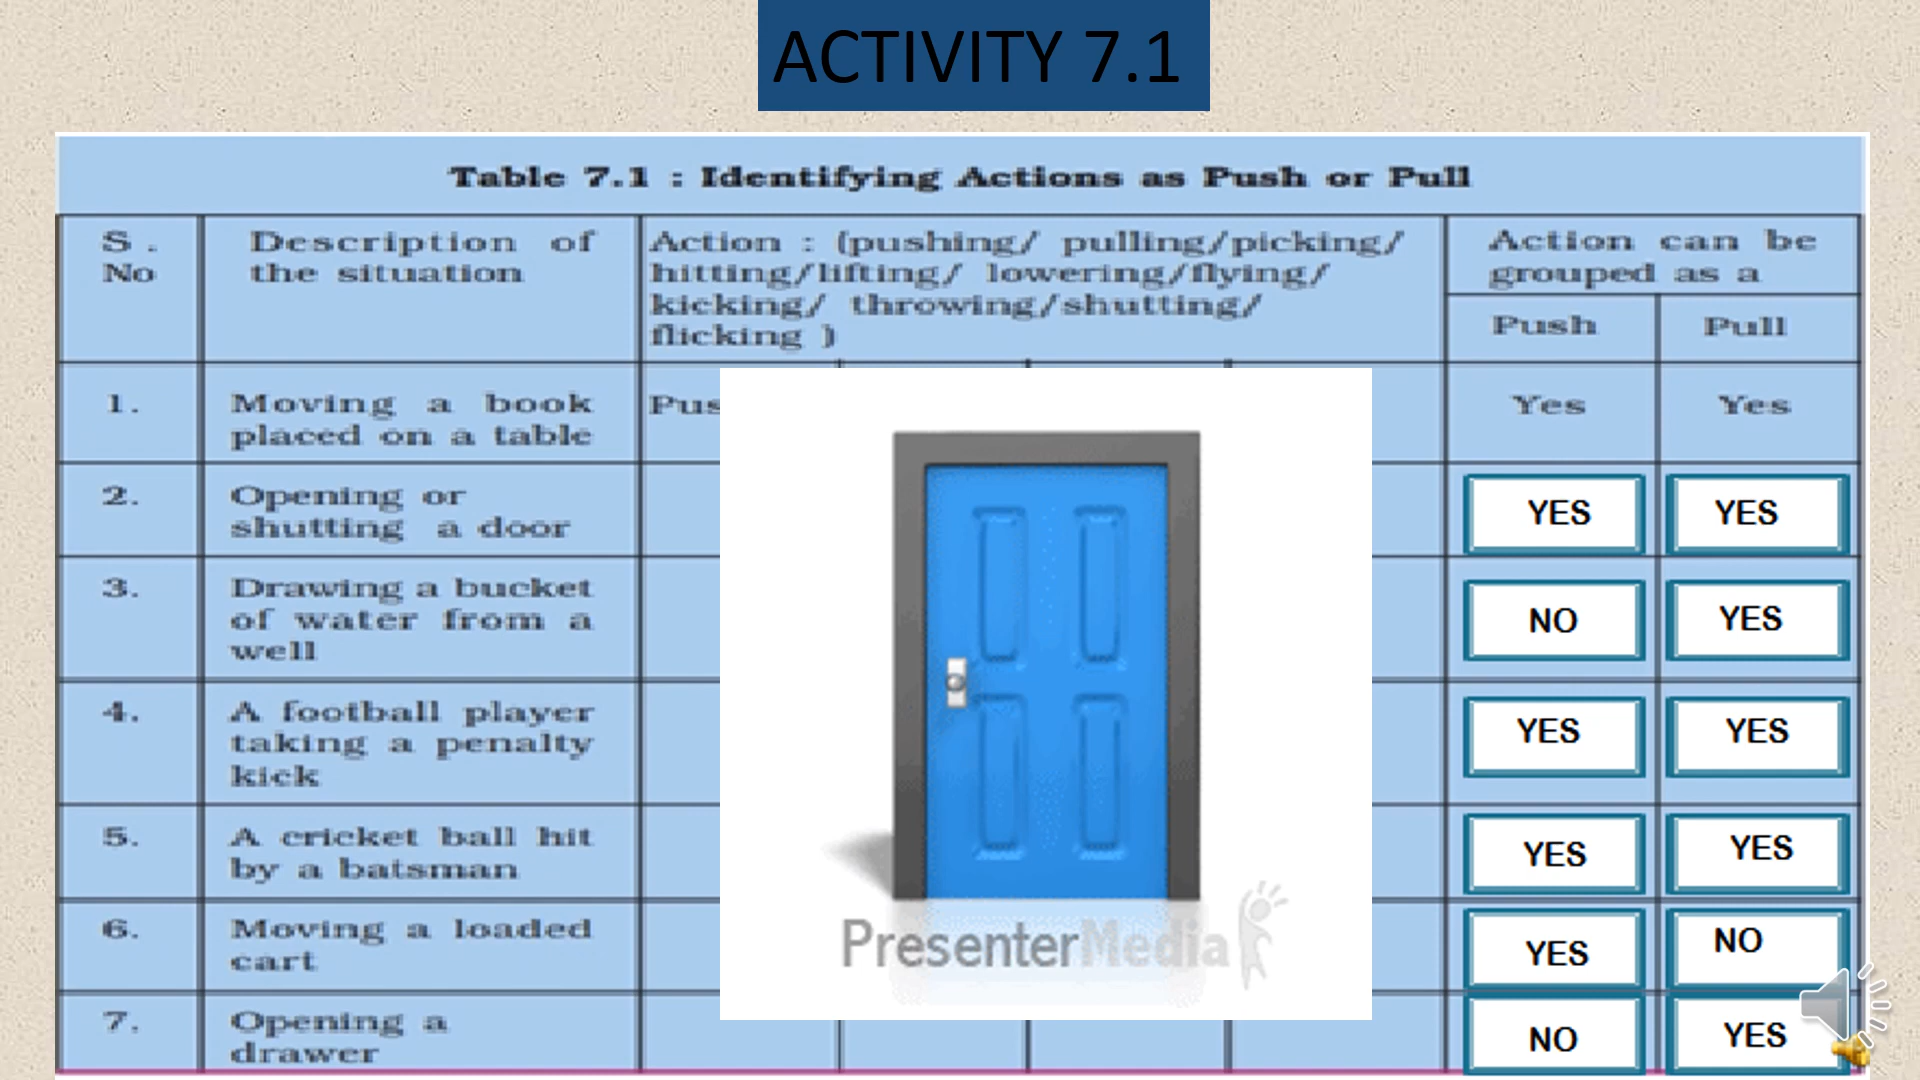 ACTIVITY 7.1
Table 7.1 : Identifying Actions as Push or Pull
S .
No
Description of
the situation
Action : (pushing/ pulling/picking/
hitting/lifting/ lowering/flying/
kicking/ throwing/shutting/
flicking )
Action can be
grouped as a
Push
Pull
1.
Moving a book
placed on a table
Pus
Yes
Yes
2.
Opening or
shutting a door
YES
YES
3.
Drawing a bucket
of water from a
well
NO
YES
4.
A football player
taking a penalty
kick
YES
YES
5.
A cricket ball hit
by a batsman
YES
YES
6.
Moving a loaded
cart
YES
NO
7.
Opening a
drawer
NO
YES
PresenterMedia